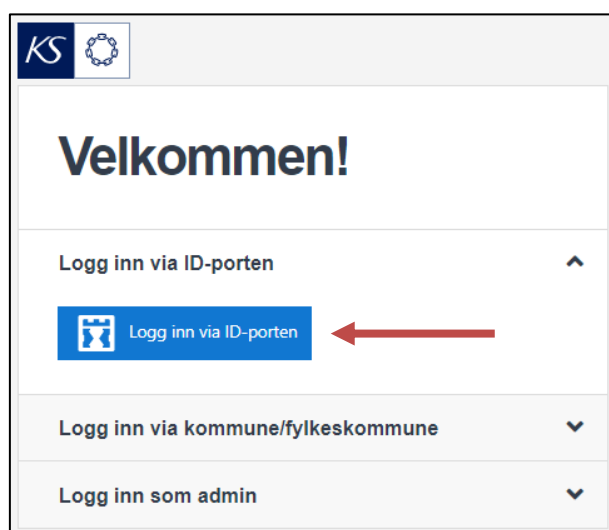 KS
Velkommen!
Logg inn via ID-porten
Logg inn via ID-porten
Logg inn via kommune/fylkeskommune
Logg inn som admin